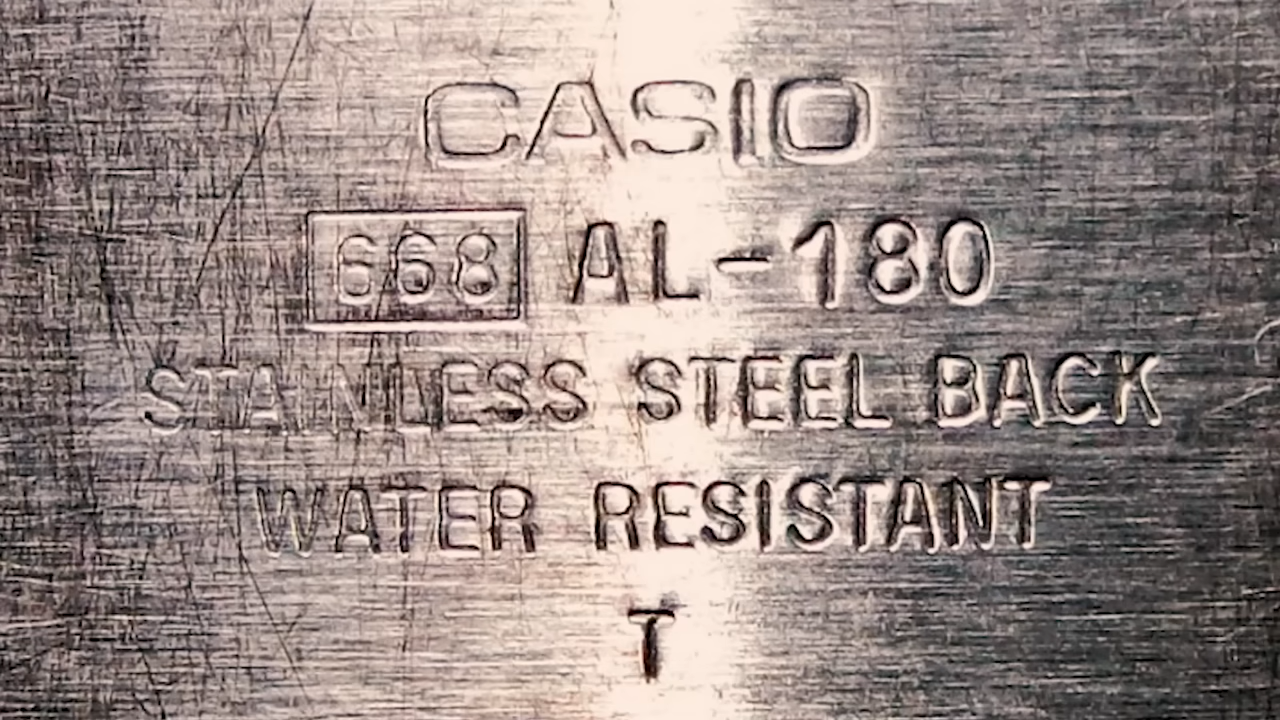 CASIO
668 AL-180
STAINLESS STEEL BACK
WATER RESISTANT
T